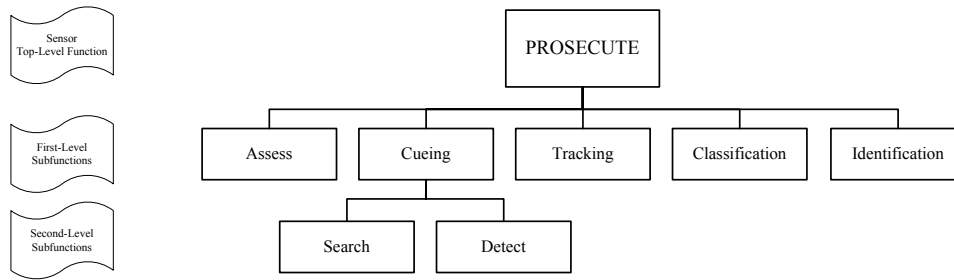 Sensor
Top-Level Function
PROSECUTE
First-Level
Subfunctions
Assess
Cueing
Tracking
Classification
Identification
Second-Level
Subfunctions
Search
Detect